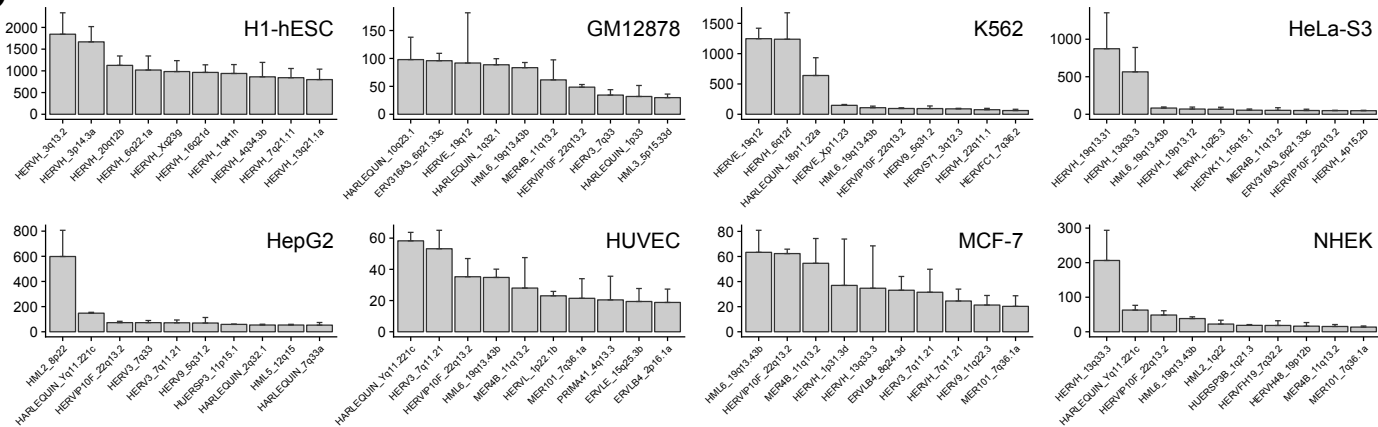 H1-hESC
2000
1500
1000
500
0
HERVH_3q13.2
HERVH_3p14.3a
HERVH_20q12b
HERVH_6q22.1a
HERVH_Xq23g
HERVH_16q21d
HERVH_1q41h
HERVH_4q34.3b
HERVH_7q21.11
HERVH_13q21.1a
GM12878
150
100
50
0
HARLEQUIN_10q23.1
ERV316A3_6p21.33c
HERVE_19q12
HARLEQUIN_1q32.1
HML6_19q13.43b
MER4B_11q13.2
HERVIP10F_22q13.2
HERV3_7q33
HARLEQUIN_1p33
HML3_5p15.33d
K562
1500
1000
500
0
HERVE_19q12
HERVH_6q12f
HARLEQUIN_18p11.22a
HERVE_Xp11.23
HML6_19q13.43b
HERVIP10F_22q13.2
HERV9_5q31.2
HERVS71_3q12.3
HERVH_22q11.1
HERVFC1_7q36.2
HeLa-S3
1000
500
0
HERVH_19q13.31
HERVH_13q33.3
HML6_19q13.43b
HERVH_19p13.12
HERVH_1q25.3
HERVK11_15q15.1
MER4B_11q13.2
ERV316A3_6p21.33c
HERVIP10F_22q13.2
HERVH_4p15.2b
HepG2
800
600
400
200
0
HML2_8p22
HARLEQUIN_Yq11.221c
HERVIP10F_22q13.2
HERV3_7q33
HERV3_7q11.21
HERV9_5q31.2
HUERSP3_11p15.1
HARLEQUIN_2q32.1
HML5_12q15
HARLEQUIN_7q33a
HUVEC
60
40
20
0
HARLEQUIN_Yq11.221c
HERV3_7q11.21
HERVIP10F_22q13.2
HML6_19q13.43b
MER4B_11q13.2
HERVL_1p22.1b
MER101_7q36.1a
PRIMA41_4q13.3
ERVLE_15q25.3b
ERVLB4_2p16.1a
MCF-7
80
60
40
20
0
HML6_19q13.43b
HERVIP10F_22q13.2
MER4B_11q13.2
HERVH_1p31.3d
HERVH_13q33.3
ERVLB4_8q24.3d
HERV3_7q11.21
HERVH_7q11.21
HERV9_11q22.3
MER101_7q36.1a
NHEK
300
200
100
0
HERVH_13q33.3
HARLEQUIN_Yq11.221c
HERVIP10F_22q13.2
HML6_19q13.43b
HML2_1q22
HUERSP3B_1q21.3
HERVFH19_7q32.2
HERVH48_19p12b
MER4B_11q13.2
MER101_7q36.1a